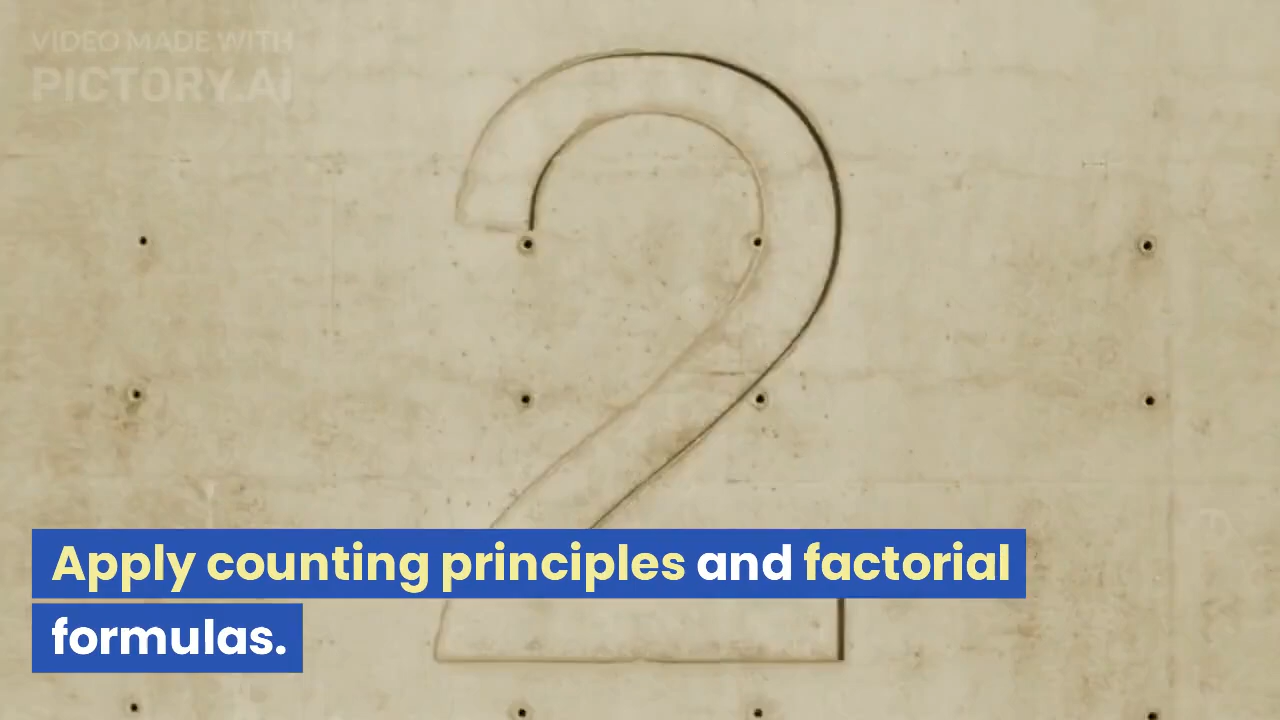 VIDEO MADE WITH
PICTORY.AI
2
Apply counting principles and factorial
formulas.